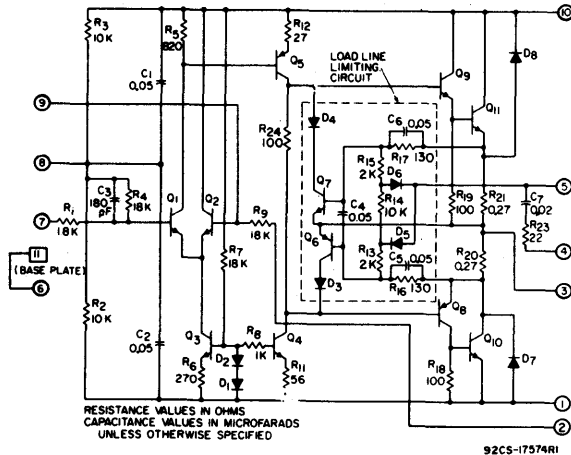 R3
10 K
R5
820
R12
27
10
Q5
LOAD LINE
LIMITING
CIRCUIT
D8
C1
0.05
Q9
9
D4
Q11
R24
100
C6 0.05
R17
130
R15
2K
D6
8
5
C3
180
pF
R4
18K
Q1
Q2
Q7
C4
0.05
R14
10K
R19
100
R21
0.27
C7
0.02
7
R1
18K
R9
18K
R7
18K
Q6
D5
R23
22
4
11
(BASE PLATE)
6
R13
2K
C5 0.05
R16
130
R20
0.27
3
R2
10K
D3
Q8
Q3
R8
1K
Q4
Q10
D7
C2
0.05
R6
270
D2
D1
R11
56
R18
100
1
RESISTANCE VALUES IN OHMS
CAPACITANCE VALUES IN MICROFARADS
UNLESS OTHERWISE SPECIFIED
2
92CS-17574R1